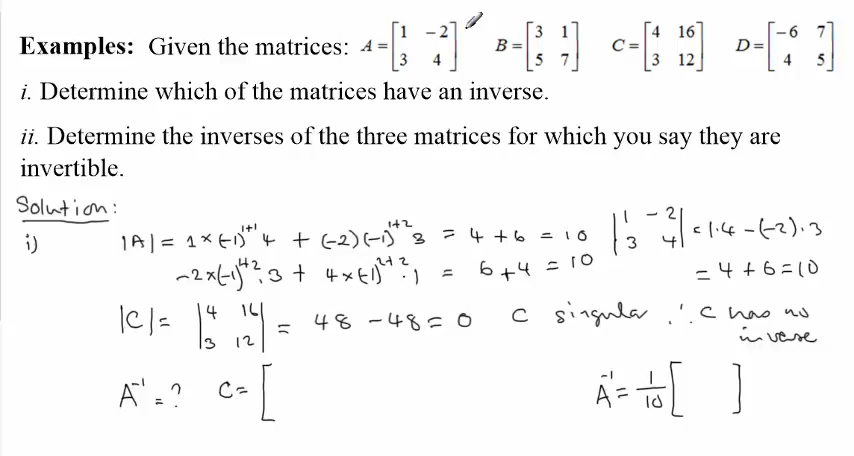 Examples: Given the matrices: A = [1 -2; 3 4] B = [3 1; 5 7] C = [4 16; 3 12] D = [-6 7; 4 5]
i. Determine which of the matrices have an inverse.
ii. Determine the inverses of the three matrices for which you say they are
invertible.
Solution:
i) |A| = 1×(-1)^{1+1} 4 + (-2)(-1)^{1+2} 3 = 4 + 6 = 10 |1 -2; 3 4| = 1·4 - (-2)·3
-2×(-1)^{1+2}·3 + 4×(-1)^{2+2}·1 = 6 + 4 = 10 = 4 + 6 = 10
|C| = |4 16; 3 12| = 48 - 48 = 0 C singular ∴ C has no
inverse
A^{-1} = ? C = [ A^{-1} = 1/10 [ ]